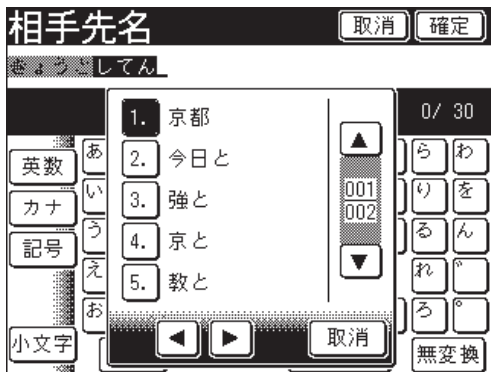 相手先名 取消 確定
きょうとしてん
0/ 30
1. 京都
2. 今日と
3. 強と
4. 京と
5. 教と
▲
001
002
▼
◀ ▶ 取消
英数
カナ
記号
小文字
あ
い
う
え
お
ら わ
り を
る ん
れ ゛
ろ ゜
無変換